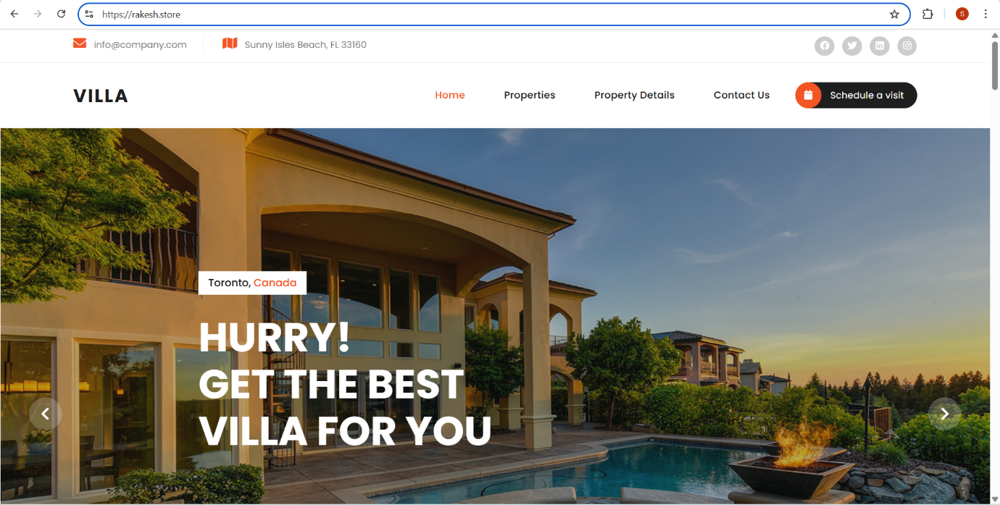 https://rakesh.store
S
info@company.com
Sunny Isles Beach, FL 33160
VILLA
Home
Properties
Property Details
Contact Us
Schedule a visit
Toronto, Canada
HURRY!
GET THE BEST
VILLA FOR YOU